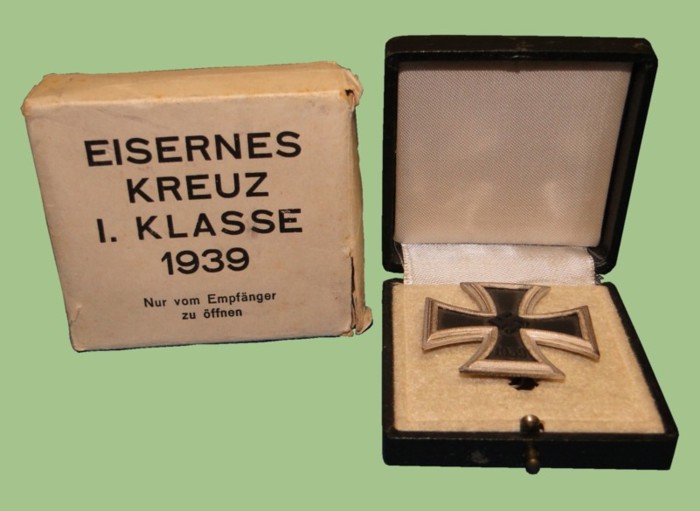 EISERNES
KREUZ
I. KLASSE
1939
Nur vom Empfänger
zu öffnen